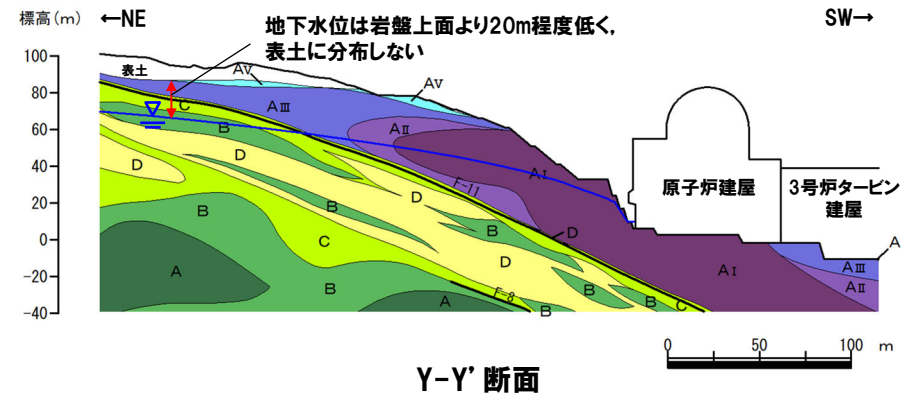 標高(m) ←NE
SW→
地下水位は岩盤上面より20m程度低く,
表土に分布しない
100
80
60
40
20
0
-20
-40
表土
AV
AV
AⅢ
AⅡ
AⅠ
C
B
D
D
D
B
C
A
B
B
D
D
B
A
B
B
C
F-11
F-8
AⅠ
AⅢ
AⅡ
A
原子炉建屋
3号炉タービン
建屋
0 50 100 m
Y-Y’断面